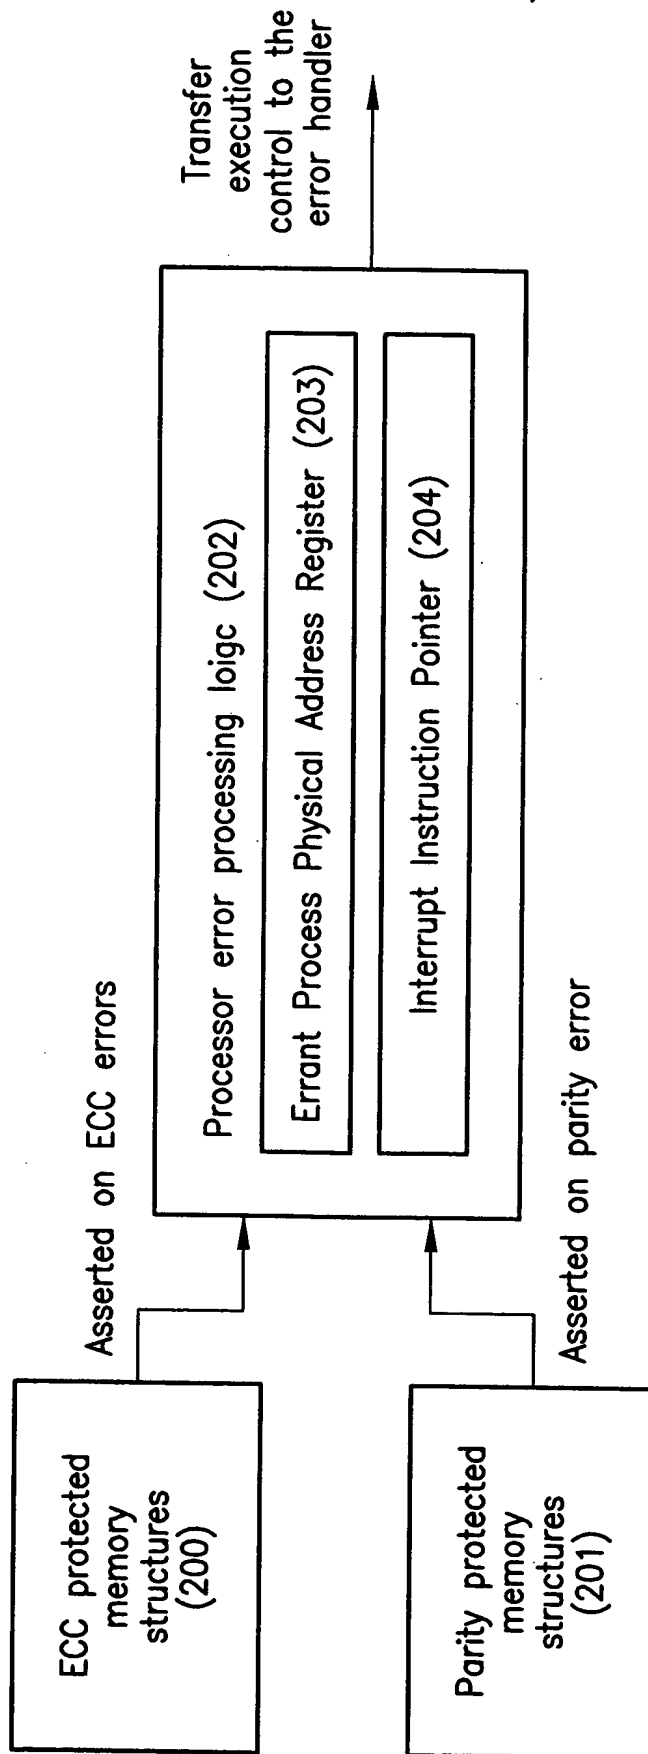 ECC protected
memory
structures
(200)
Asserted on ECC errors
Parity protected
memory
structures
(201)
Asserted on parity error
Processor error processing loigc (202)
Errant Process Physical Address Register (203)
Interrupt Instruction Pointer (204)
Transfer
execution
control to the
error handler